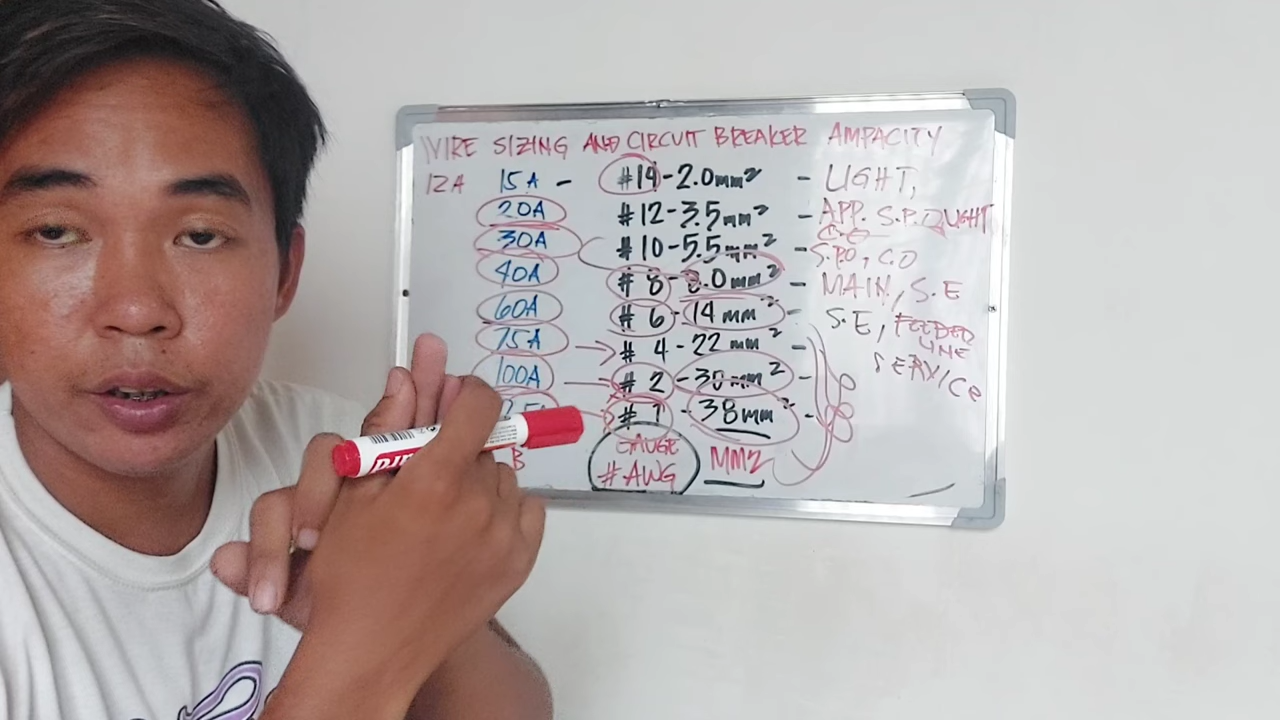 WIRE SIZING AND CIRCUIT BREAKER AMPACITY
12A 15A - #14-2.0mm² - LIGHT,
20A #12-3.5mm² - APP. S.P.O, LIGHT
C.O
30A #10-5.5mm² - S.P.O, C.O
40A # 8-8.0mm² - MAIN, S.E
60A # 6-14mm² - S.E, FEEDER
LINE
75A # 4-22mm² - SERVICE
100A # 2-30mm² -
# 1-38mm² -
B GAUGE MM2
#AWG